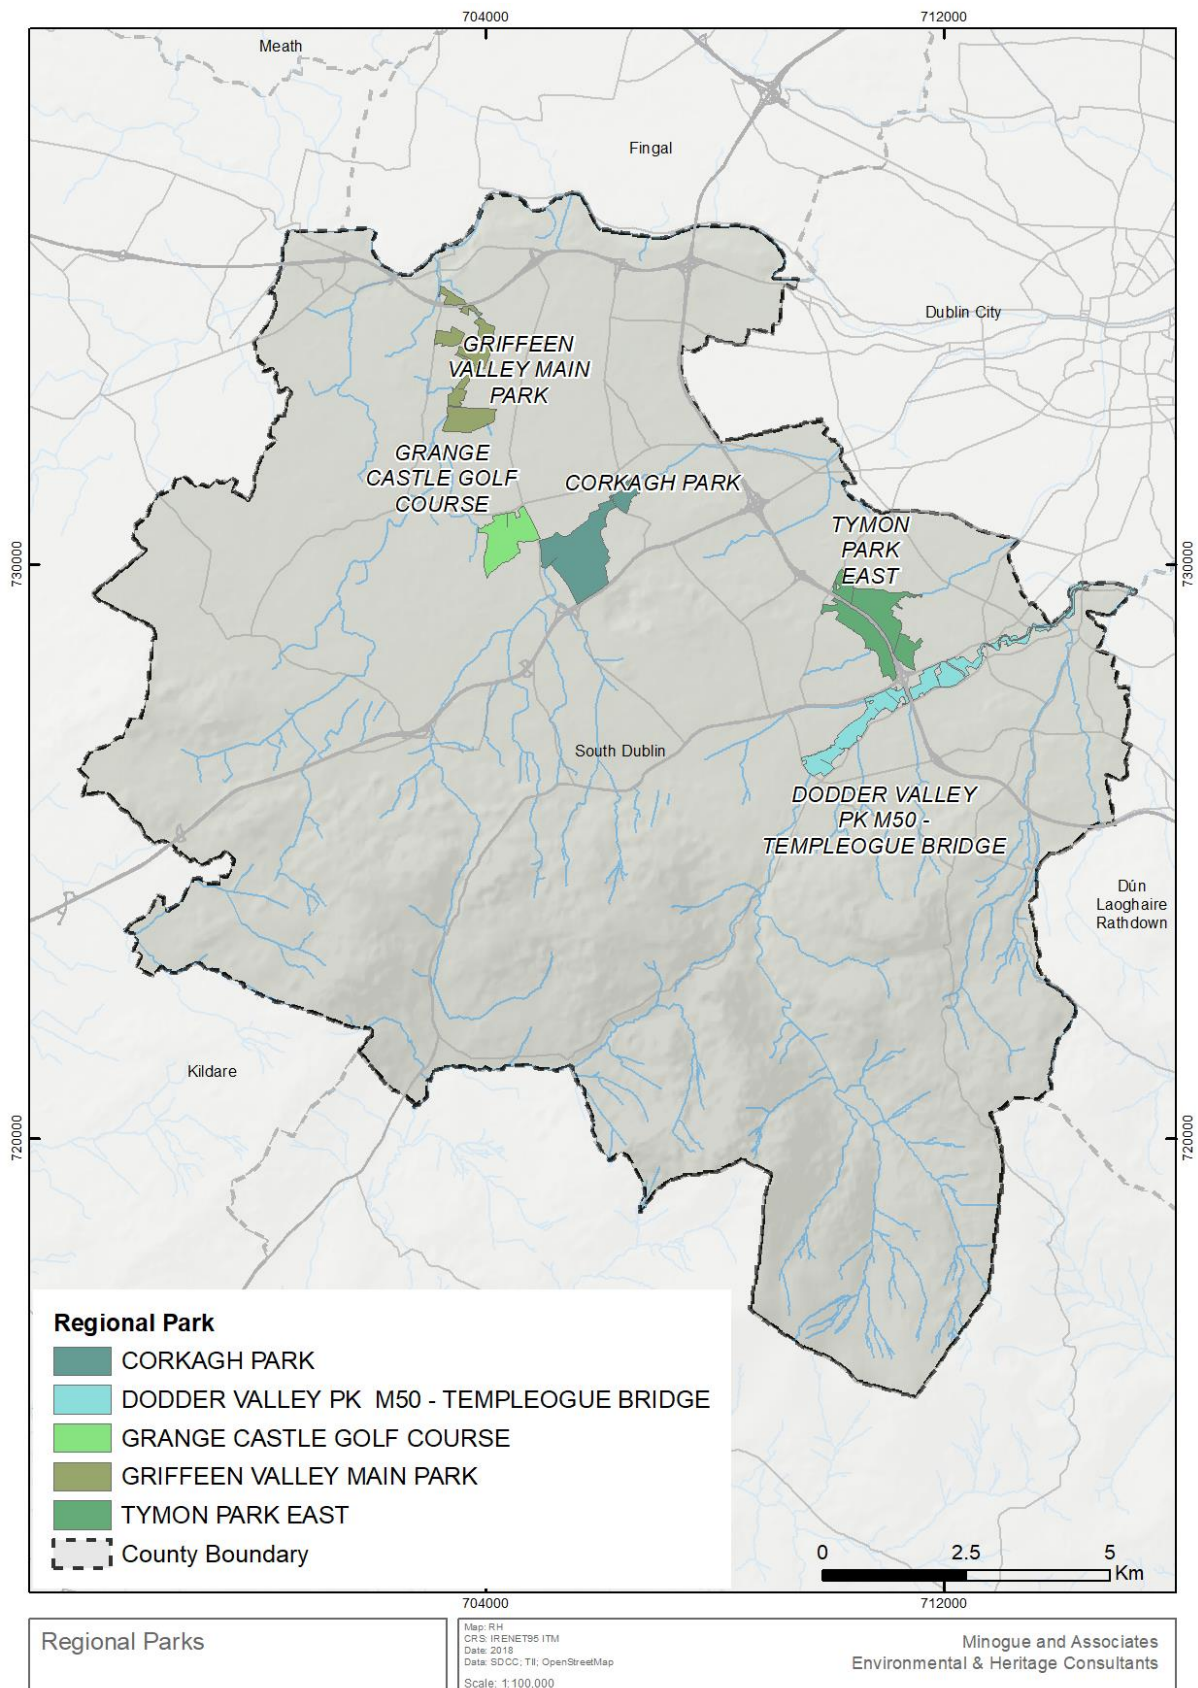 704000
712000
Meath
Fingal
Dublin City
GRIFFEEN
VALLEY MAIN
PARK
GRANGE
CASTLE GOLF
COURSE
CORKAGH PARK
TYMON
PARK
EAST
730000
730000
South Dublin
DODDER VALLEY
PK M50 -
TEMPLEOGUE BRIDGE
Dún
Laoghaire
Rathdown
Kildare
720000
720000
Regional Park
CORKAGH PARK
DODDER VALLEY PK  M50 - TEMPLEOGUE BRIDGE
GRANGE CASTLE GOLF COURSE
GRIFFEEN VALLEY MAIN PARK
TYMON PARK EAST
County Boundary
0 2.5 5
Km
704000
712000
Regional Parks
Map: RH
CRS: IRENET95 ITM
Date: 2018
Data: SDCC; TII; OpenStreetMap
Scale: 1:100,000
Minogue and Associates
Environmental & Heritage Consultants